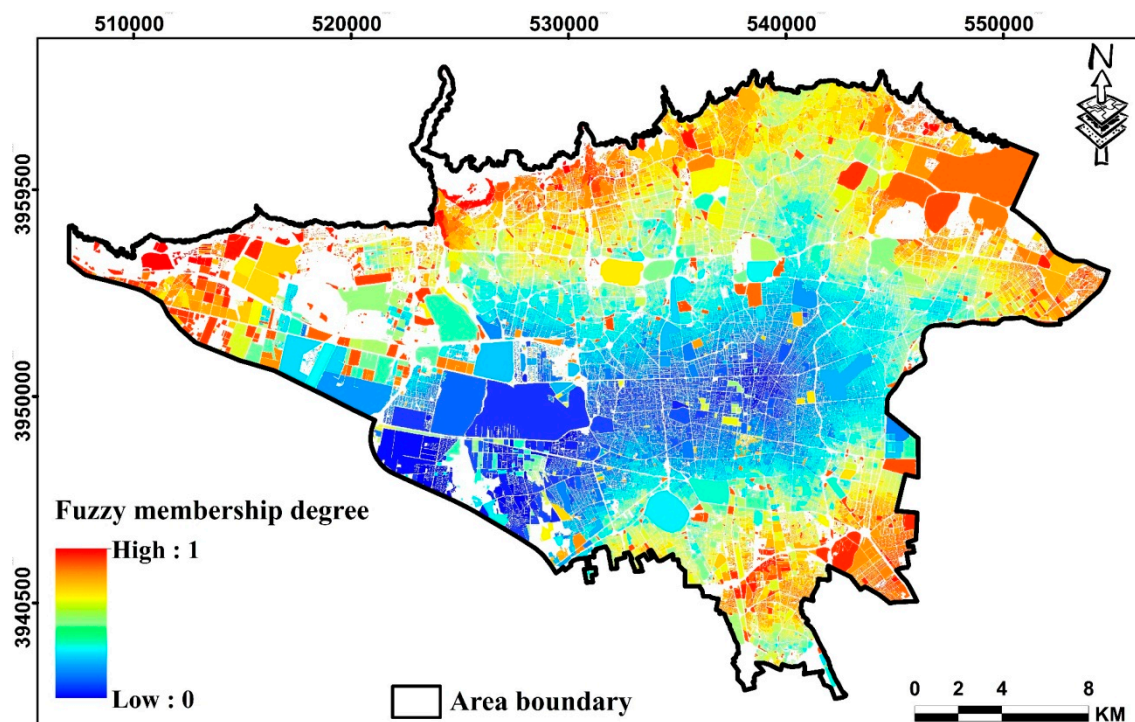 510000 520000 530000 540000 550000
N
3959500
3950000
3940500
Fuzzy membership degree
High : 1
Low : 0
Area boundary
0 2 4 8
KM